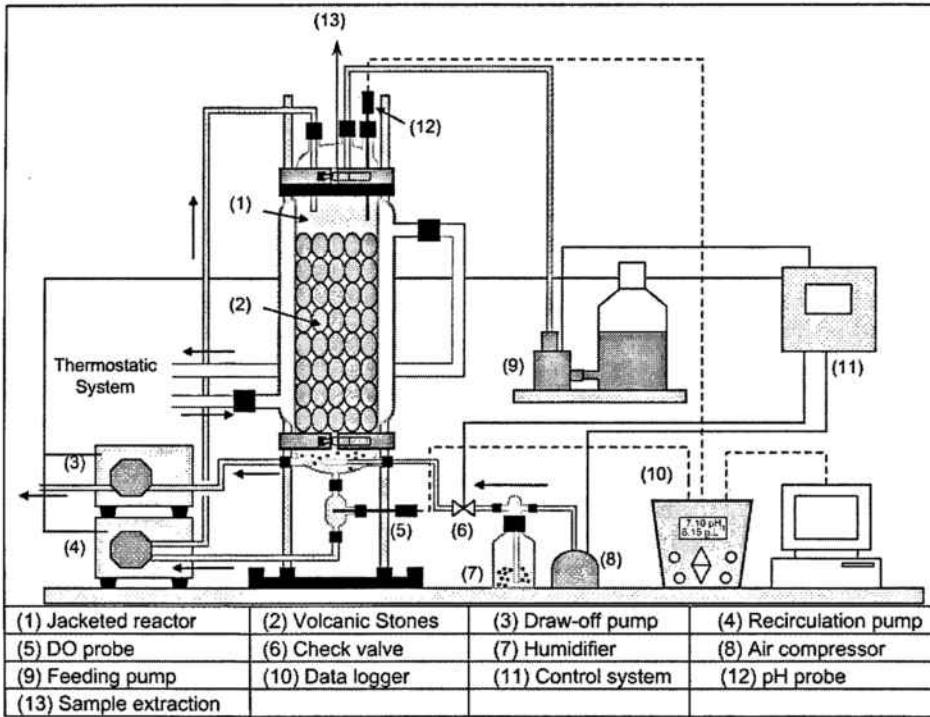 (13)
(12)
(1)
(2)
Thermostatic
System
(9)
(11)
(3)
(10)
(4)
(5)
(6)
(7)
(8)
7.10 pH
(1) Jacketed reactor (2) Volcanic Stones (3) Draw-off pump (4) Recirculation pump
(5) DO probe (6) Check valve (7) Humidifier (8) Air compressor
(9) Feeding pump (10) Data logger (11) Control system (12) pH probe
(13) Sample extraction